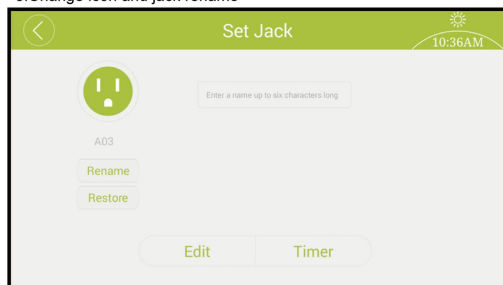 Change icon and jack rename
Set Jack
10:36AM
Enter a name up to six characters long.
A03
Rename
Restore
Edit
Timer